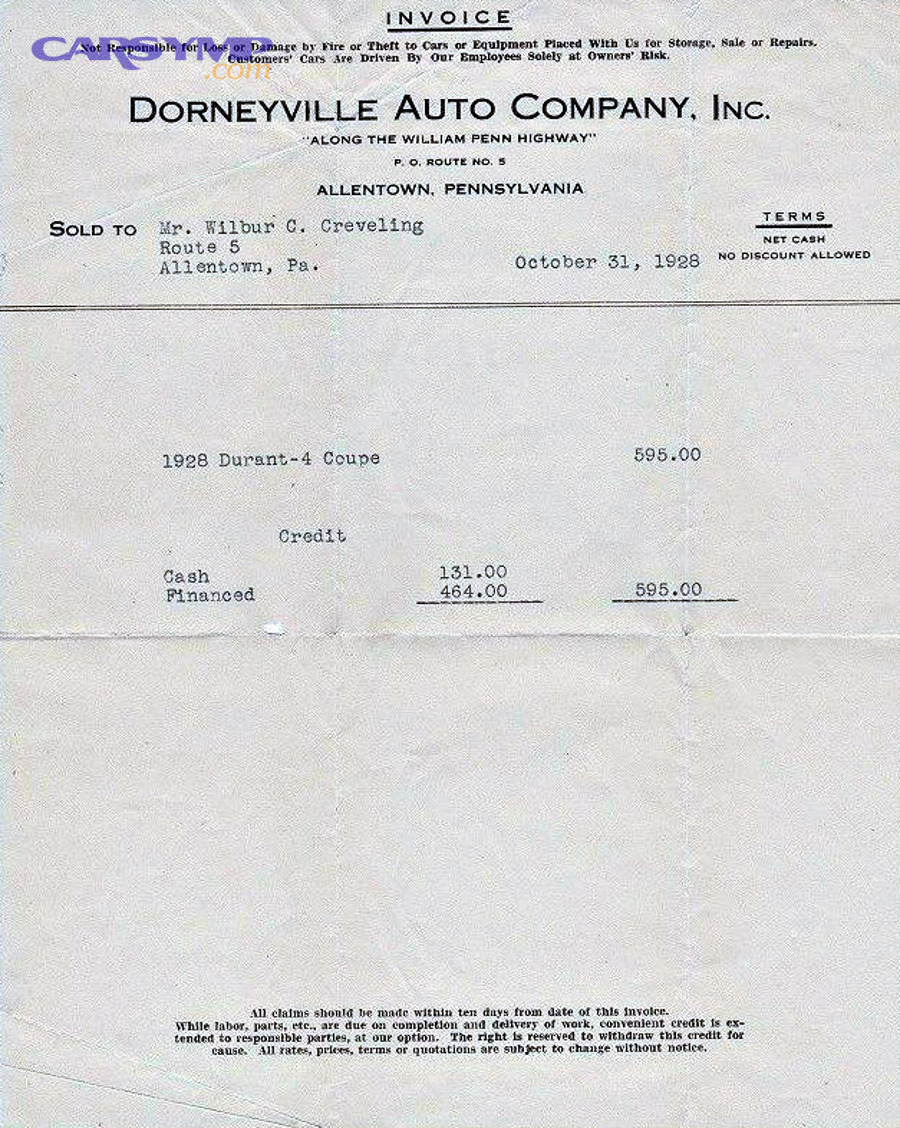 INVOICE
CARSYMP
.com
Not Responsible for Loss or Damage by Fire or Theft to Cars or Equipment Placed With Us for Storage, Sale or Repairs.
Customers' Cars Are Driven By Our Employees Solely at Owners' Risk.
DORNEYVILLE AUTO COMPANY, INC.
"ALONG THE WILLIAM PENN HIGHWAY"
P. O. ROUTE NO. 5
ALLENTOWN, PENNSYLVANIA
SOLD TO Mr. Wilbur C. Creveling
Route 5
Allentown, Pa.
October 31, 1928
TERMS
NET CASH
NO DISCOUNT ALLOWED
1928 Durant-4 Coupe 595.00
Credit
Cash 131.00
Financed 464.00 595.00
All claims should be made within ten days from date of this invoice.
While labor, parts, etc., are due on completion and delivery of work, convenient credit is ex-
tended to responsible parties, at our option. The right is reserved to withdraw this credit for
cause. All rates, prices, terms or quotations are subject to change without notice.